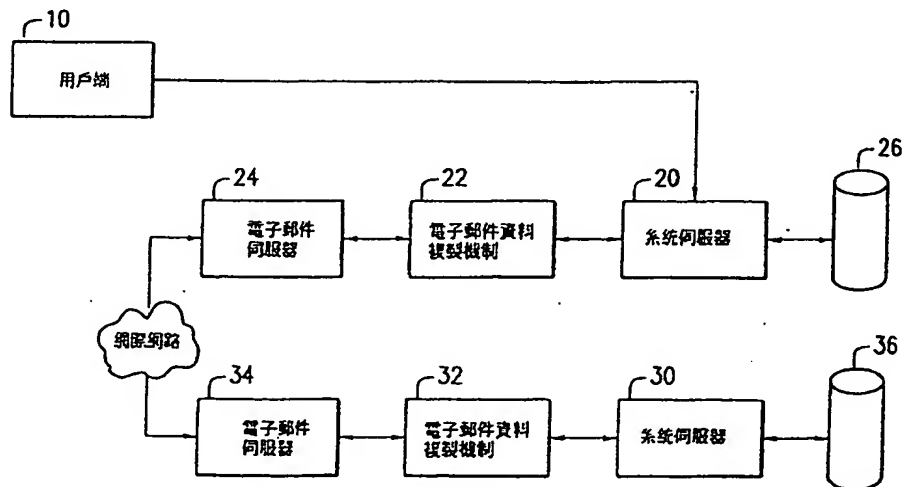 10
用戶端
24
22
20
26
電子郵件
伺服器
電子郵件資料
複製機制
系統伺服器
網際網路
34
32
30
36
電子郵件
伺服器
電子郵件資料
複製機制
系統伺服器